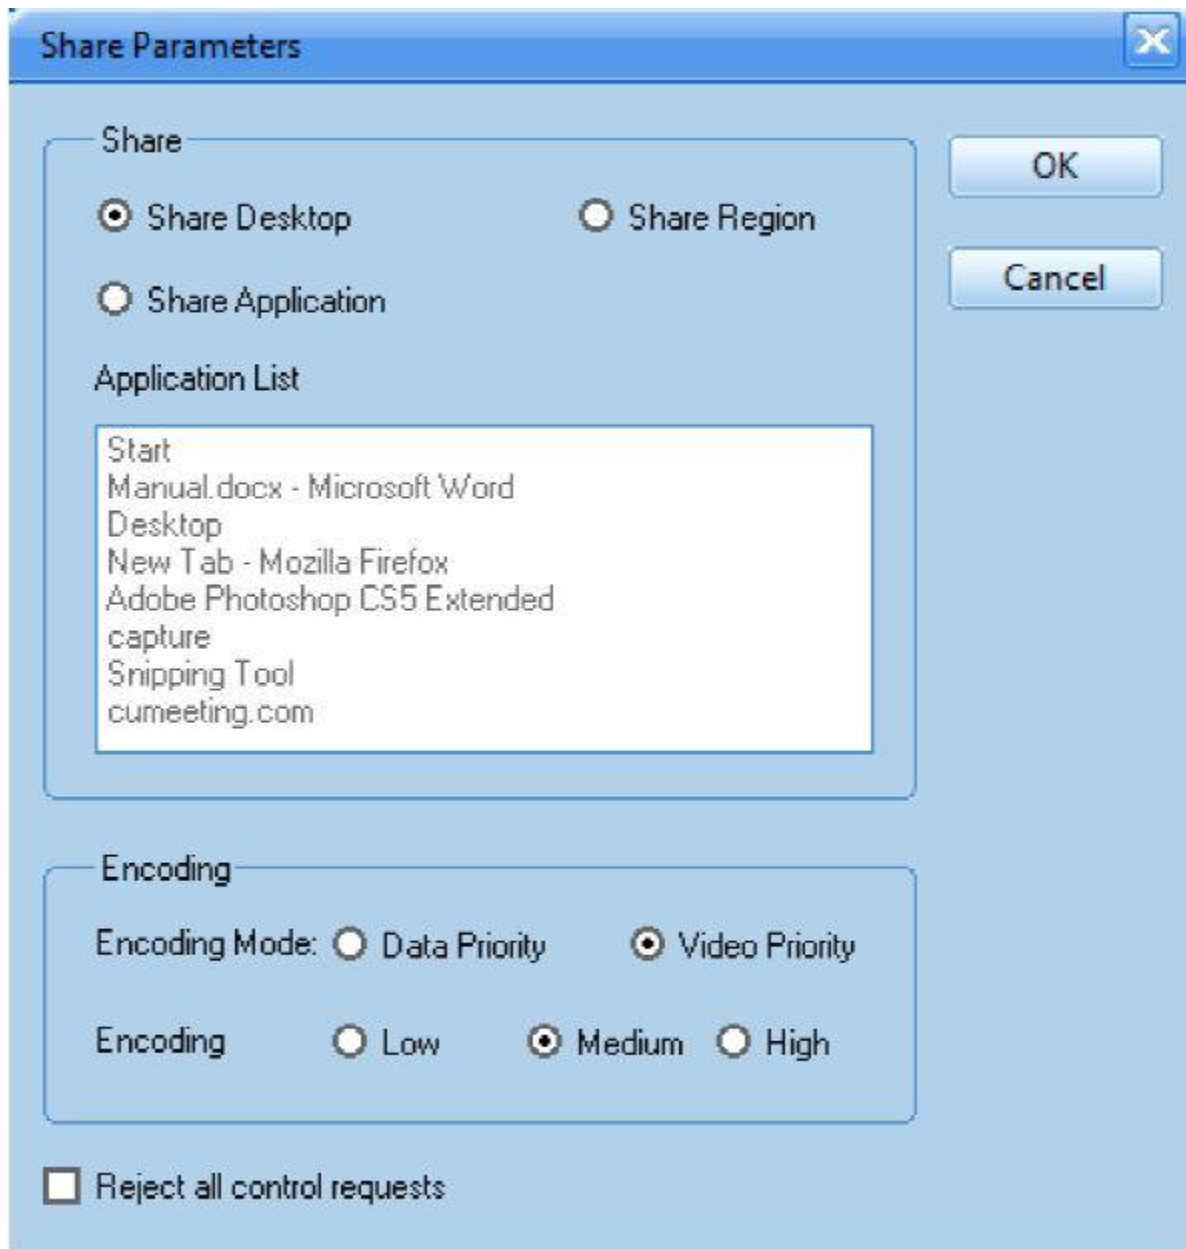 Share Parameters
Share
OK
Share Desktop Share Region
Cancel
Share Application
Application List
Start
Manual.docx - Microsoft Word
Desktop
New Tab - Mozilla Firefox
Adobe Photoshop CS5 Extended
capture
Snipping Tool
cumeeting.com
Encoding
Encoding Mode: Data Priority Video Priority
Encoding Low Medium High
Reject all control requests